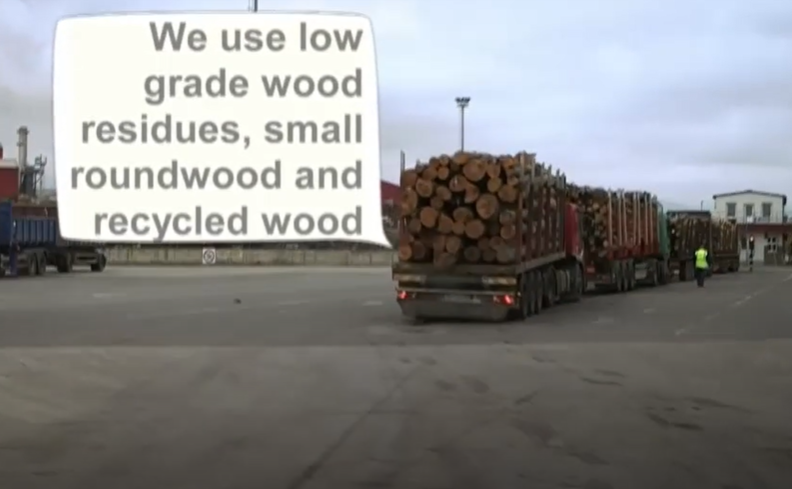 We use low
grade wood
residues, small
roundwood and
recycled wood